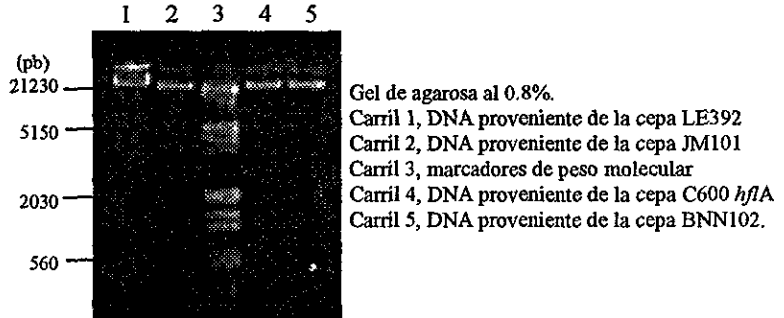 1 2 3 4 5
(pb)
21230
5150
2030
560
Gel de agarosa al 0.8%.
Carril 1, DNA proveniente de la cepa LE392
Carril 2, DNA proveniente de la cepa JM101
Carril 3, marcadores de peso molecular
Carril 4, DNA proveniente de la cepa C600 hflA
Carril 5, DNA proveniente de la cepa BNN102.